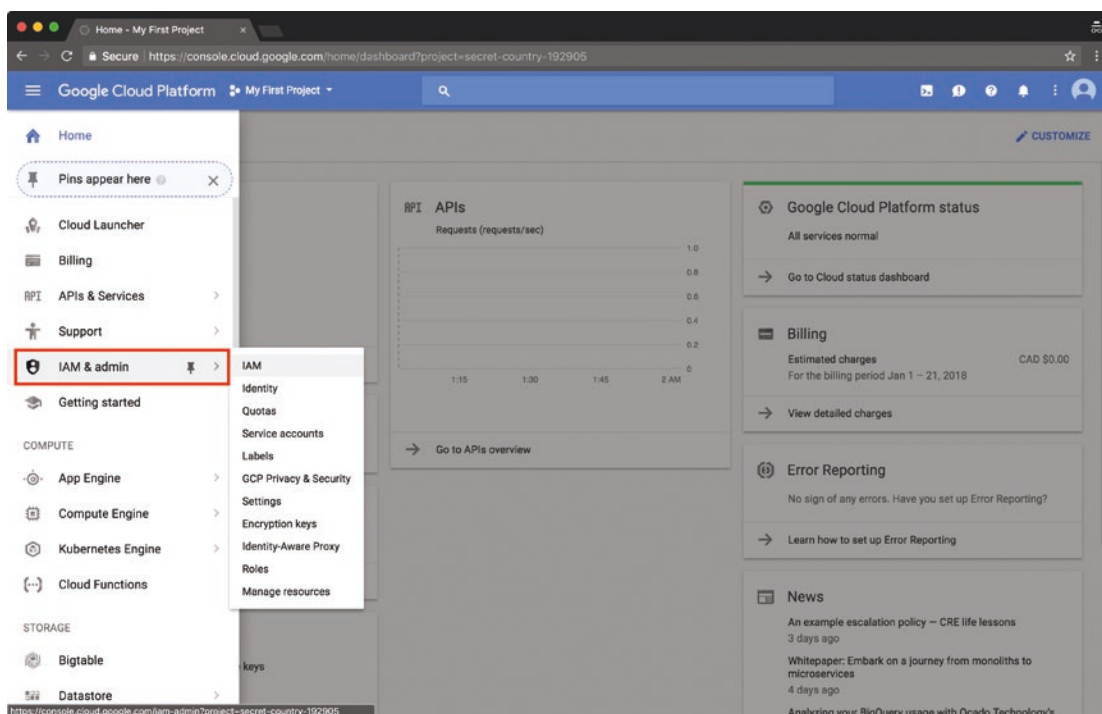 Home - My First Project
Secure https://console.cloud.google.com/home/dashboard?project=secret-country-192905
Google Cloud Platform My First Project
Home
CUSTOMIZE
Pins appear here
Cloud Launcher
Billing
API APIs & Services
Support
IAM & admin
Getting started
COMPUTE
App Engine
Compute Engine
Kubernetes Engine
Cloud Functions
STORAGE
Bigtable
Datastore
https://console.cloud.google.com/iam-admin?project=secret-country-192905
IAM
Identity
Quotas
Service accounts
Labels
GCP Privacy & Security
Settings
Encryption keys
Identity-Aware Proxy
Roles
Manage resources
keys
API APIs
Requests (requests/sec)
1.0
0.8
0.6
0.4
0.2
0
1:15 1:30 1:45 2 AM
Go to APIs overview
Google Cloud Platform status
All services normal
Go to Cloud status dashboard
Billing
Estimated charges CAD $0.00
For the billing period Jan 1 – 21, 2018
View detailed charges
Error Reporting
No sign of any errors. Have you set up Error Reporting?
Learn how to set up Error Reporting
News
An example escalation policy — CRE life lessons
3 days ago
Whitepaper: Embark on a journey from monoliths to
microservices
4 days ago
Analyzing your BigQuery usage with Ocado Technology's